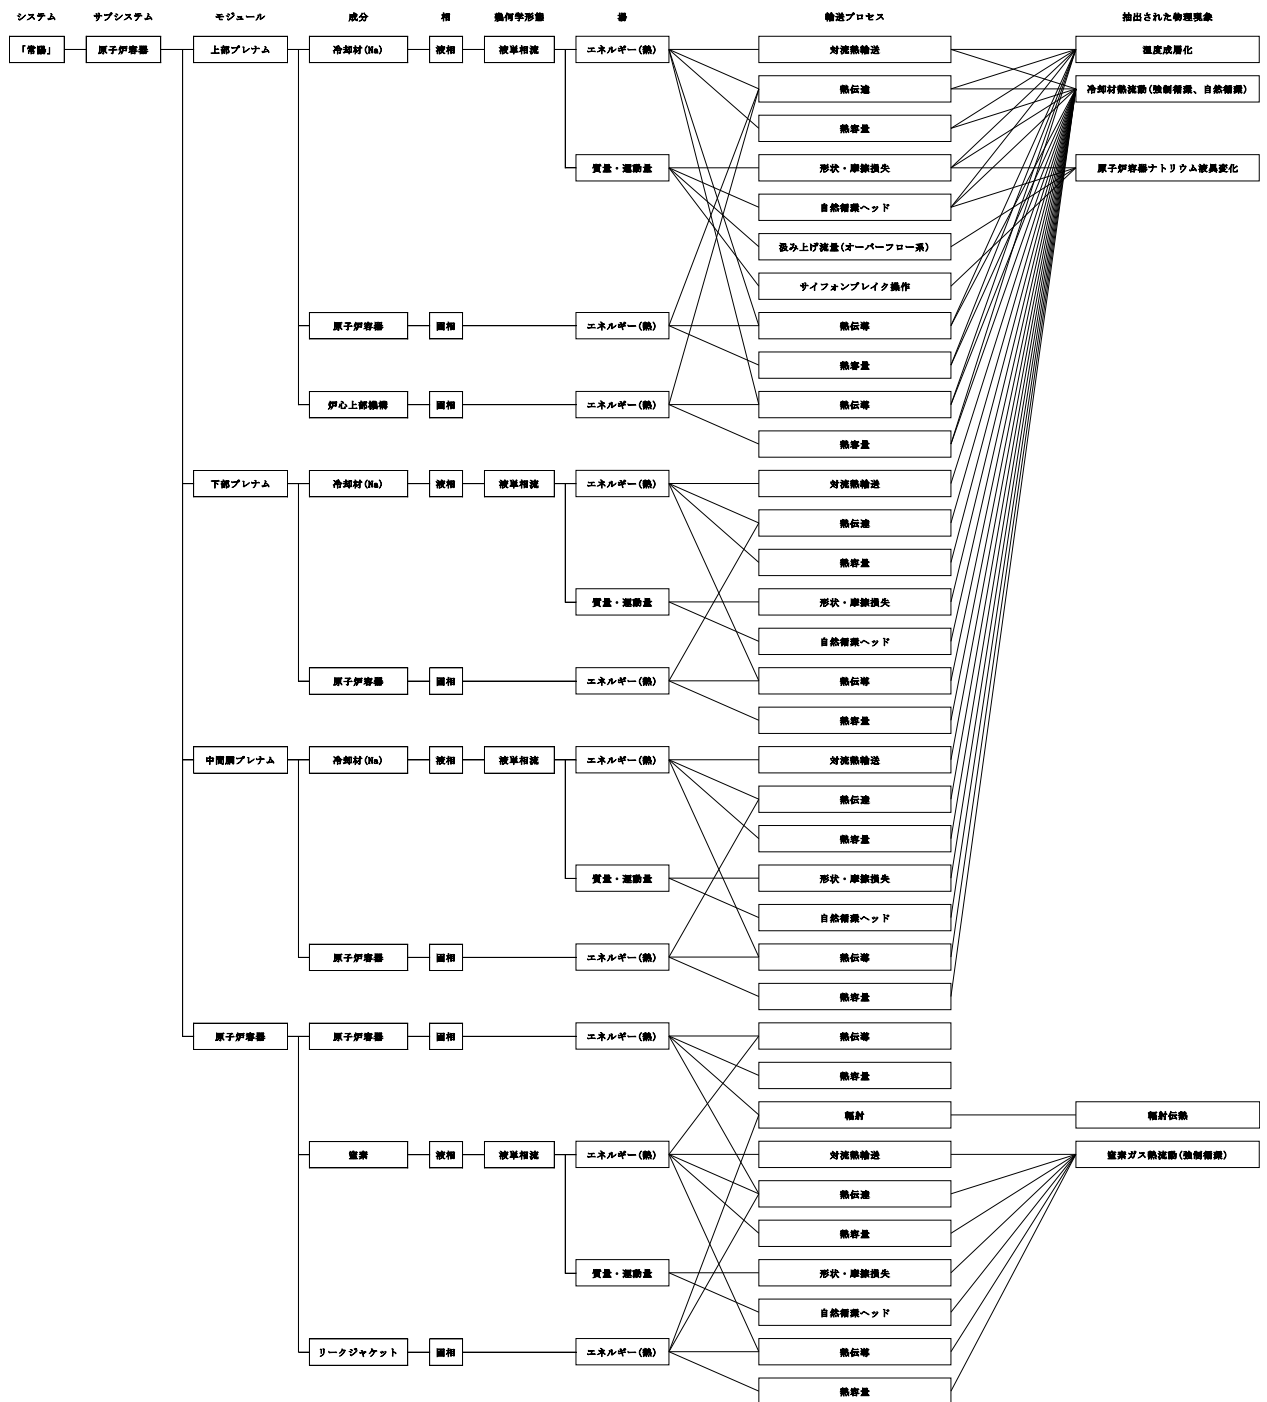 システム サブシステム モジュール 成分 相 幾何学形態 場 輸送プロセス 抽出された物理現象
「常陽」 原子炉容器 上部プレナム 冷却材(Na) 液相 液単相流 エネルギー(熱) 対流熱輸送 温度成層化
熱伝達 冷却材熱流動(強制循環、自然循環)
熱容量
質量・運動量 形状・摩擦損失 原子炉容器ナトリウム液位変化
自然循環ヘッド
汲み上げ流量(オーバーフロー系)
サイフォンブレイク操作
原子炉容器 固相 エネルギー(熱) 熱伝導
熱容量
炉心上部機構 固相 エネルギー(熱) 熱伝導
熱容量
下部プレナム 冷却材(Na) 液相 液単相流 エネルギー(熱) 対流熱輸送
熱伝達
熱容量
質量・運動量 形状・摩擦損失
自然循環ヘッド
原子炉容器 固相 エネルギー(熱) 熱伝導
熱容量
中間胴プレナム 冷却材(Na) 液相 液単相流 エネルギー(熱) 対流熱輸送
熱伝達
熱容量
質量・運動量 形状・摩擦損失
自然循環ヘッド
原子炉容器 固相 エネルギー(熱) 熱伝導
熱容量
原子炉容器 原子炉容器 固相 エネルギー(熱) 熱伝導
熱容量
輻射 輻射伝熱
窒素 液相 液単相流 エネルギー(熱) 対流熱輸送 窒素ガス熱流動(強制循環)
熱伝達
熱容量
質量・運動量 形状・摩擦損失
自然循環ヘッド
リークジャケット 固相 エネルギー(熱) 熱伝導
熱容量